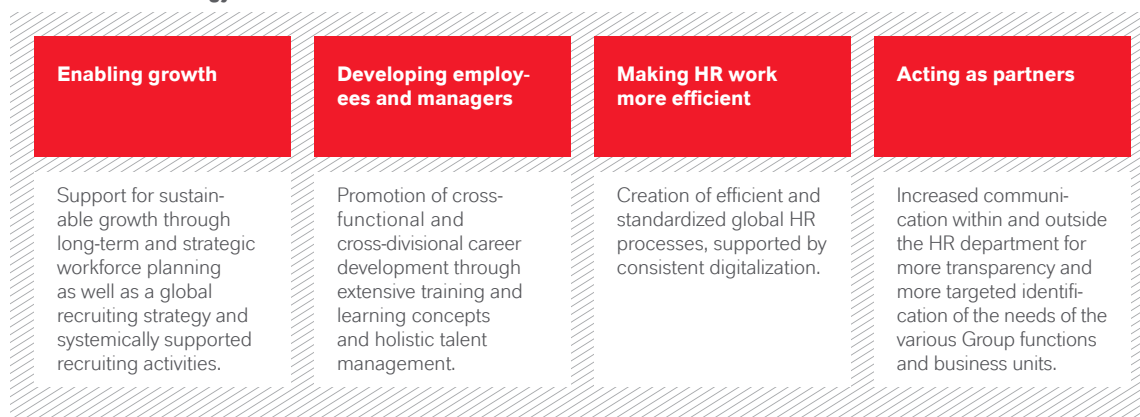 Enabling growth
Support for sustain-
able growth through
long-term and strategic
workforce planning
as well as a global
recruiting strategy and
systemically supported
recruiting activities.
Developing employ-
ees and managers
Promotion of cross-
functional and
cross-divisional career
development through
extensive training and
learning concepts
and holistic talent
management.
Making HR work
more efficient
Creation of efficient and
standardized global HR
processes, supported by
consistent digitalization.
Acting as partners
Increased communi-
cation within and outside
the HR department for
more transparency and
more targeted identifi-
cation of the needs of the
various Group functions
and business units.